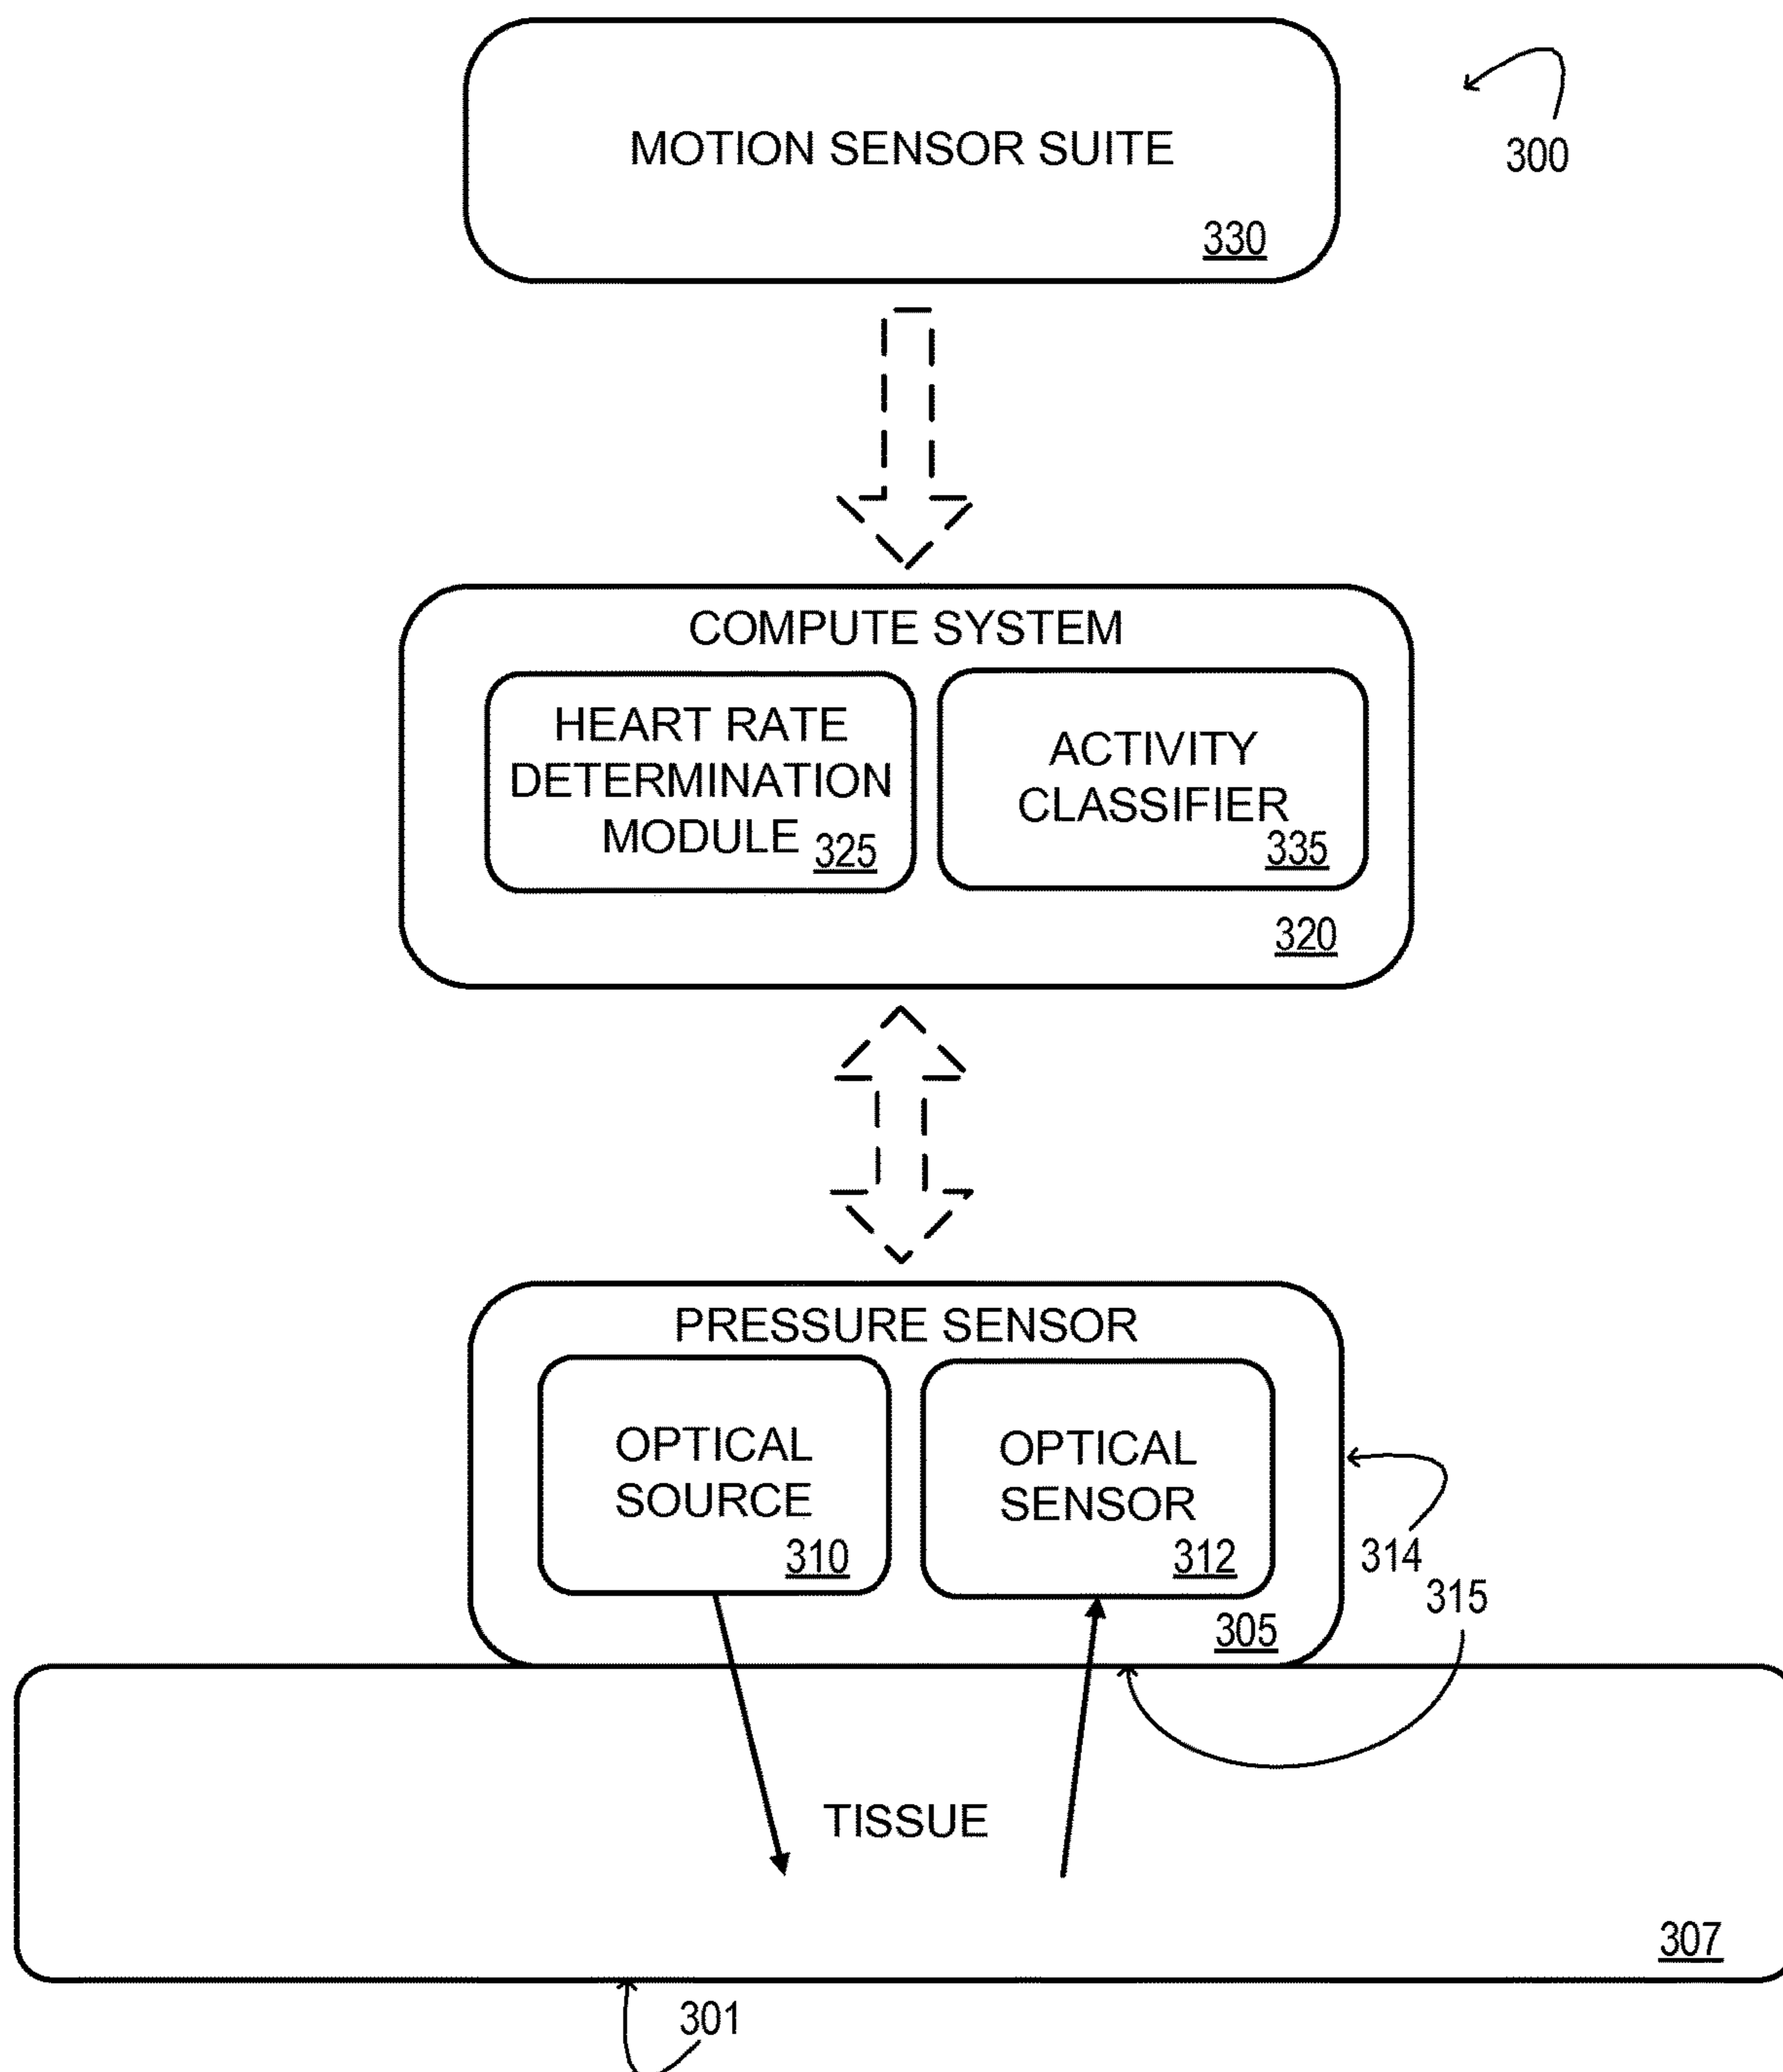 MOTION SENSOR SUITE
330
300
COMPUTE SYSTEM
HEART RATE
DETERMINATION
MODULE 325
ACTIVITY
CLASSIFIER
335
320
PRESSURE SENSOR
OPTICAL
SOURCE
310
OPTICAL
SENSOR
312
305
314
315
TISSUE
307
301